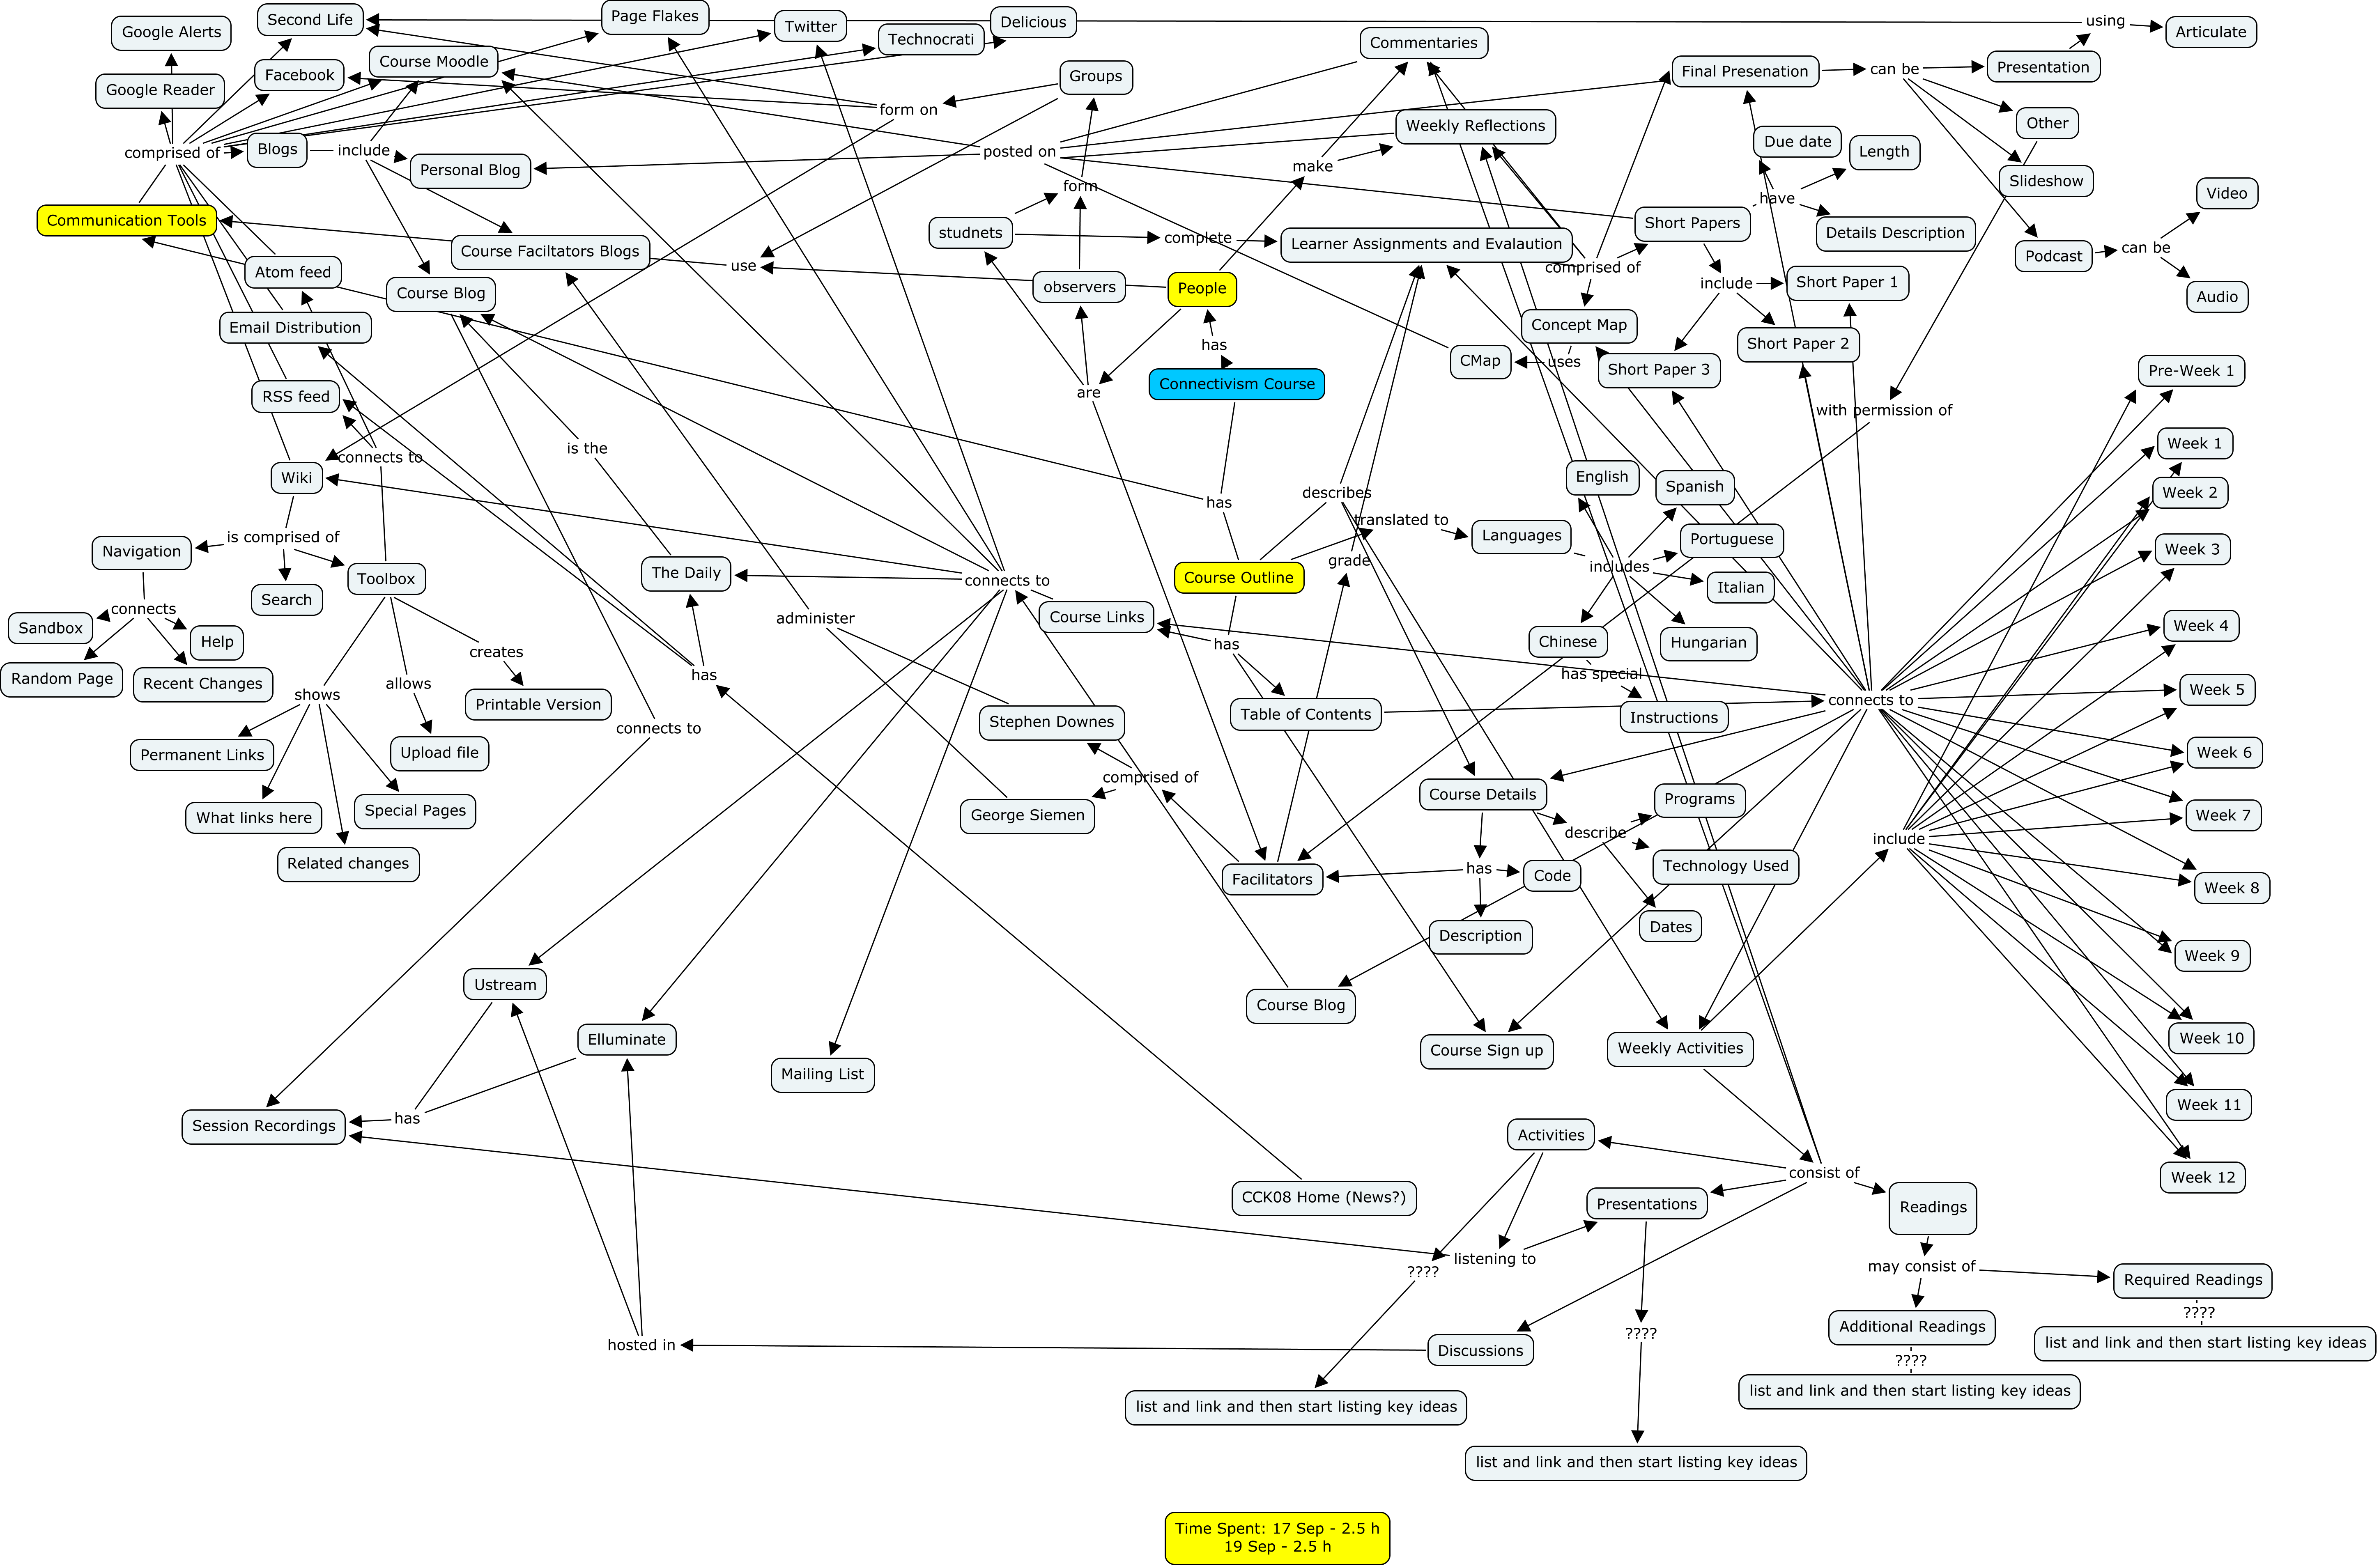 Google Alerts
Second Life
Page Flakes
Twitter
Delicious
Technocrati
Commentaries
using
Articulate
Course Moodle
Facebook
Google Reader
Groups
form on
Final Presenation
can be
Presentation
Other
Weekly Reflections
Due date
Length
comprised of
Blogs
include
Personal Blog
posted on
make
form
Slideshow
have
Video
Communication Tools
studnets
complete
Short Papers
Details Description
Course Faciltators Blogs
use
Learner Assignments and Evalaution
comprised of
Podcast
can be
Atom feed
Course Blog
observers
People
include
Short Paper 1
Audio
Email Distribution
has
Concept Map
Short Paper 2
CMap
uses
Short Paper 3
Pre-Week 1
RSS feed
are
Connectivism Course
with permission of
connects to
is the
Week 1
Wiki
has
describes
English
Spanish
Week 2
is comprised of
translated to
Languages
Portuguese
Week 3
Navigation
Toolbox
The Daily
connects to
Course Outline
grade
includes
Italian
Search
connects
administer
Course Links
Sandbox
Help
has
Chinese
Hungarian
Week 4
Random Page
Recent Changes
creates
has
has special
shows
allows
Printable Version
Table of Contents
Instructions
connects to
Week 5
connects to
Stephen Downes
Permanent Links
Upload file
Week 6
comprised of
Course Details
Programs
What links here
Special Pages
George Siemen
describe
include
Week 7
Related changes
Facilitators
has
Code
Technology Used
Week 8
Description
Dates
Week 9
Ustream
Course Blog
Elluminate
Course Sign up
Weekly Activities
Week 10
Mailing List
Session Recordings
has
Activities
Week 11
consist of
Week 12
CCK08 Home (News?)
Presentations
Readings
listening to
????
may consist of
Required Readings
????
Additional Readings
????
list and link and then start listing key ideas
hosted in
Discussions
????
list and link and then start listing key ideas
list and link and then start listing key ideas
list and link and then start listing key ideas
Time Spent: 17 Sep - 2.5 h
19 Sep - 2.5 h